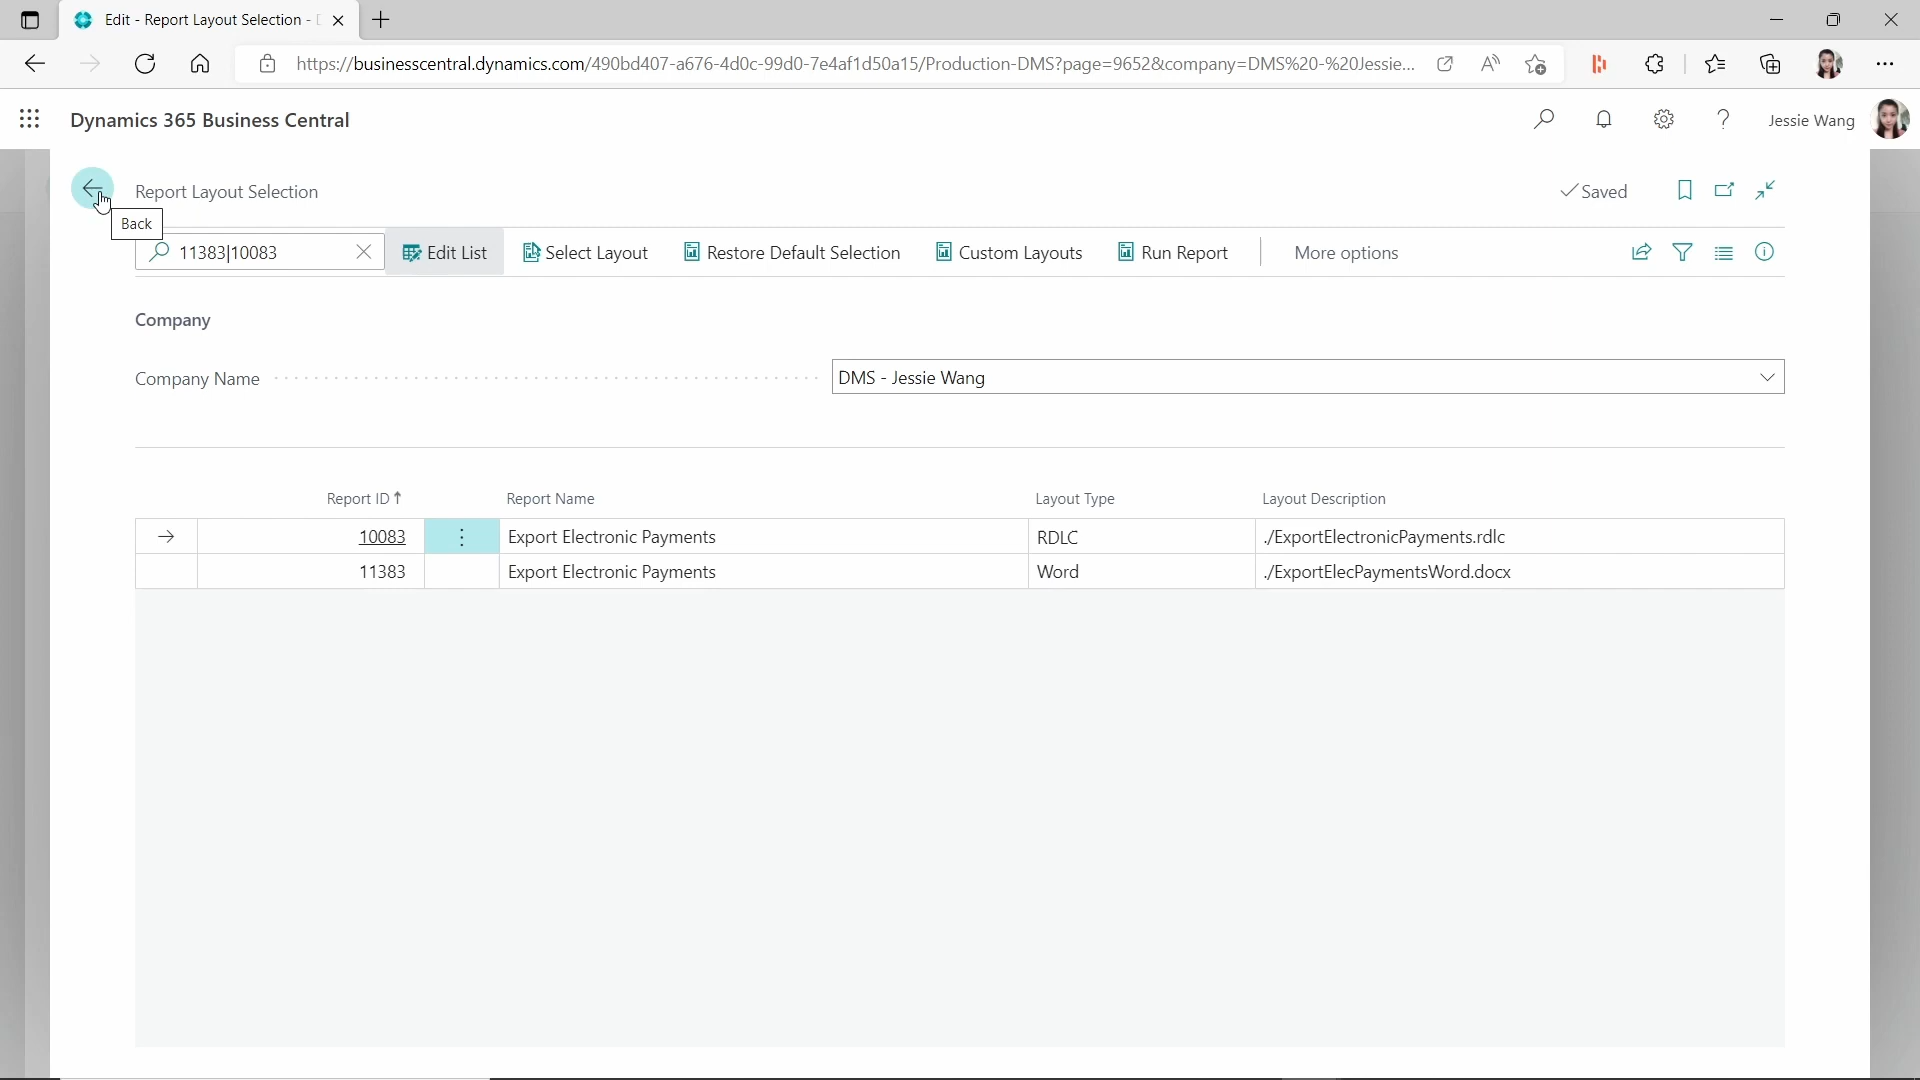 Edit - Report Layout Selection -
https://businesscentral.dynamics.com/490bd407-a676-4d0c-99d0-7e4af1d50a15/Production-DMS?page=9652&company=DMS%20-%20Jessie...
Dynamics 365 Business Central
Jessie Wang
Report Layout Selection
Saved
Back
11383|10083
Edit List
Select Layout
Restore Default Selection
Custom Layouts
Run Report
More options
Company
Company Name
DMS - Jessie Wang
Report ID↑ Report Name Layout Type Layout Description
10083 Export Electronic Payments RDLC ./ExportElectronicPayments.rdlc
11383 Export Electronic Payments Word ./ExportElecPaymentsWord.docx